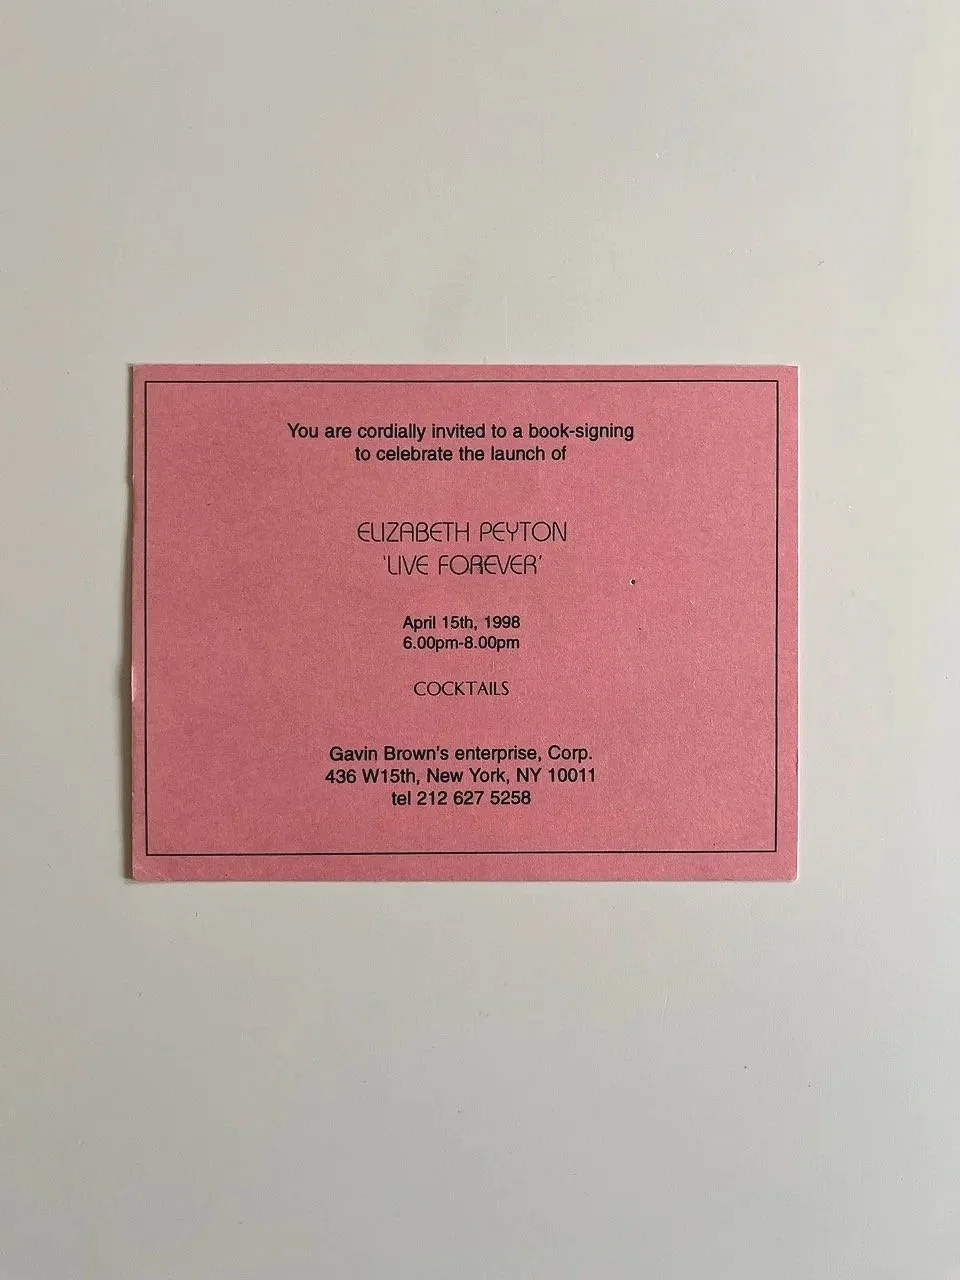 You are cordially invited to a book-signing
to celebrate the launch of
ELIZABETH PEYTON
'LIVE FOREVER'
April 15th, 1998
6.00pm-8.00pm
COCKTAILS
Gavin Brown's enterprise, Corp.
436 W15th, New York, NY 10011
tel 212 627 5258